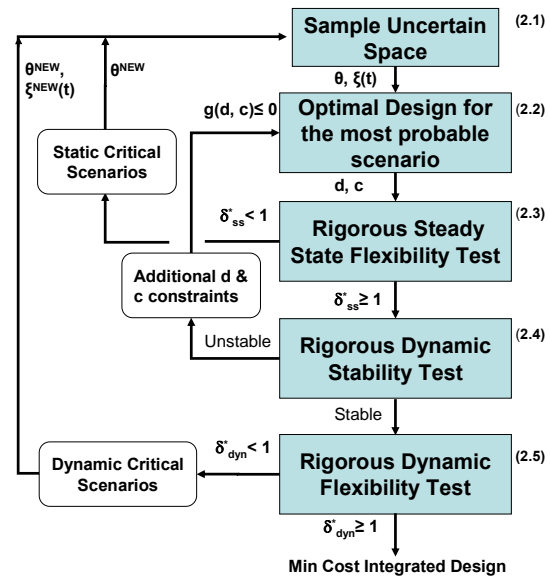 Sample Uncertain
Space
(2.1)
θᴺᴱᵂ,
ξᴺᴱᵂ(t)
θᴺᴱᵂ
θ, ξ(t)
g(d, c)≤ 0
Optimal Design for
the most probable
scenario
(2.2)
Static Critical
Scenarios
d, c
δ*ss< 1
Rigorous Steady
State Flexibility Test
(2.3)
Additional d &
c constraints
δ*ss≥ 1
Unstable
Rigorous Dynamic
Stability Test
(2.4)
Stable
Dynamic Critical
Scenarios
δ*dyn< 1
Rigorous Dynamic
Flexibility Test
(2.5)
δ*dyn≥ 1
Min Cost Integrated Design